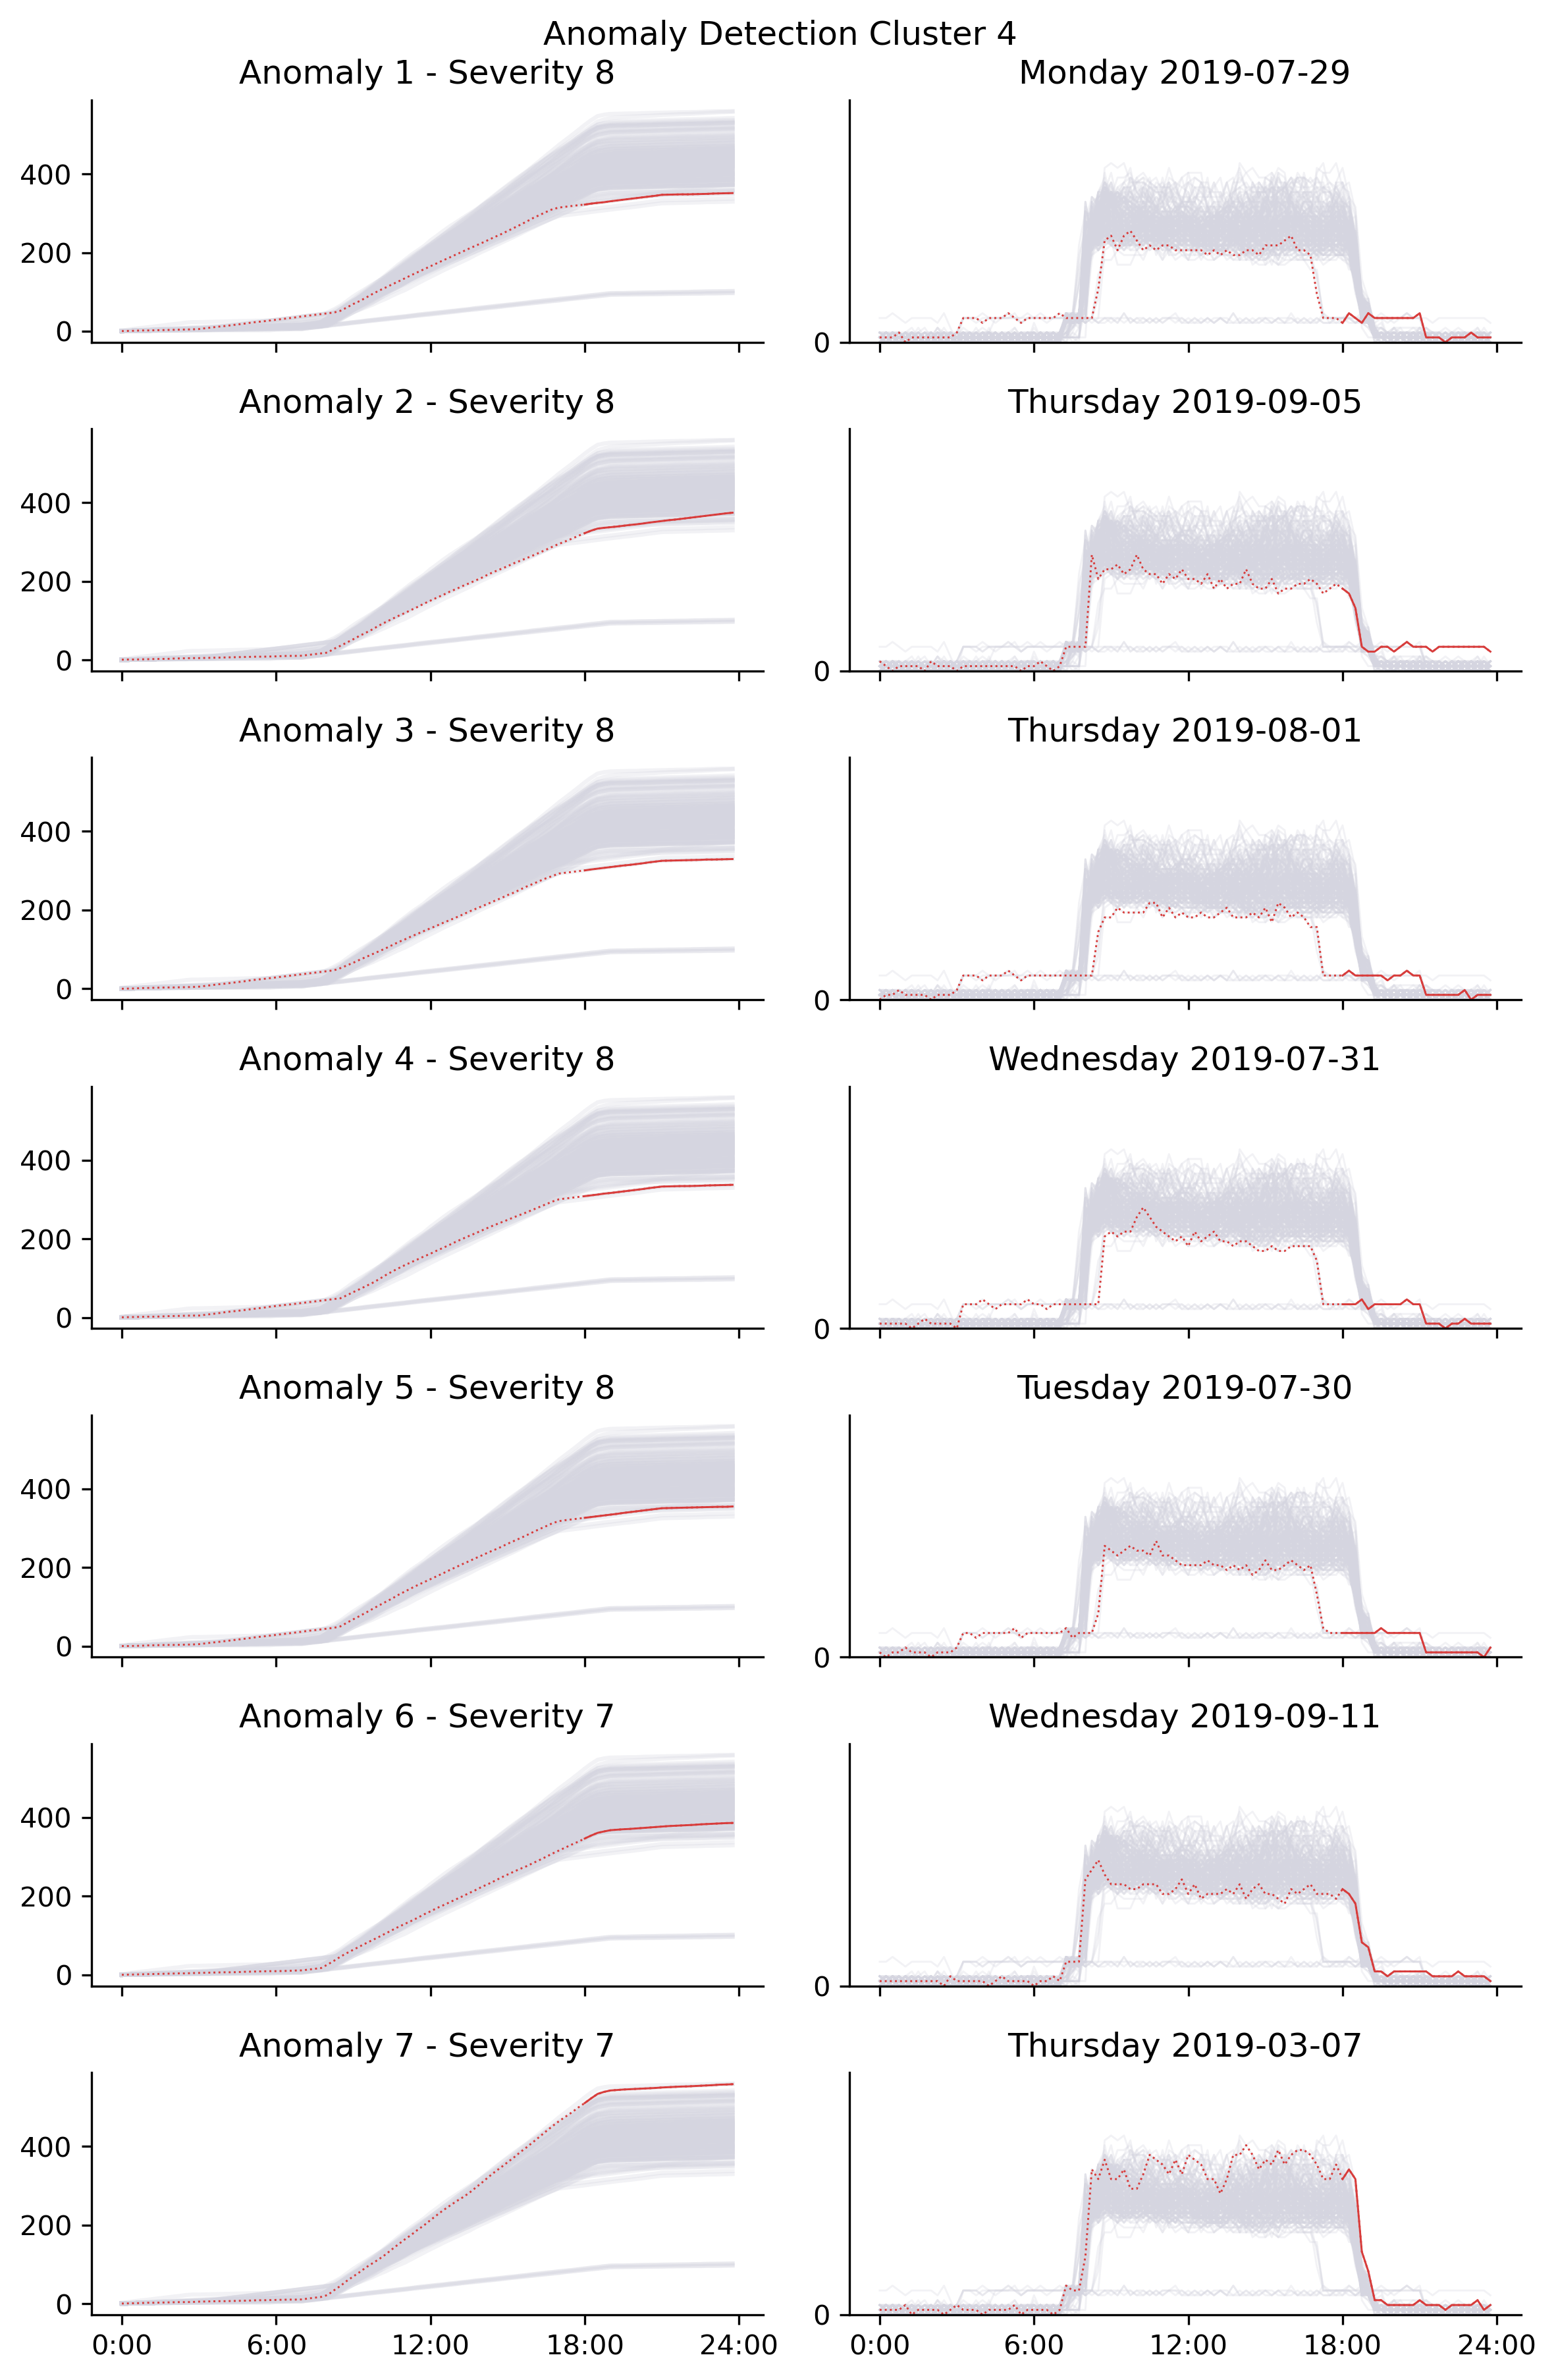 Anomaly Detection Cluster 4
Anomaly 1 - Severity 8
Monday 2019-07-29
400
200
0
0
Anomaly 2 - Severity 8
Thursday 2019-09-05
400
200
0
0
Anomaly 3 - Severity 8
Thursday 2019-08-01
400
200
0
0
Anomaly 4 - Severity 8
Wednesday 2019-07-31
400
200
0
0
Anomaly 5 - Severity 8
Tuesday 2019-07-30
400
200
0
0
Anomaly 6 - Severity 7
Wednesday 2019-09-11
400
200
0
0
Anomaly 7 - Severity 7
Thursday 2019-03-07
400
200
0
0
0:00 6:00 12:00 18:00 24:00
0:00 6:00 12:00 18:00 24:00